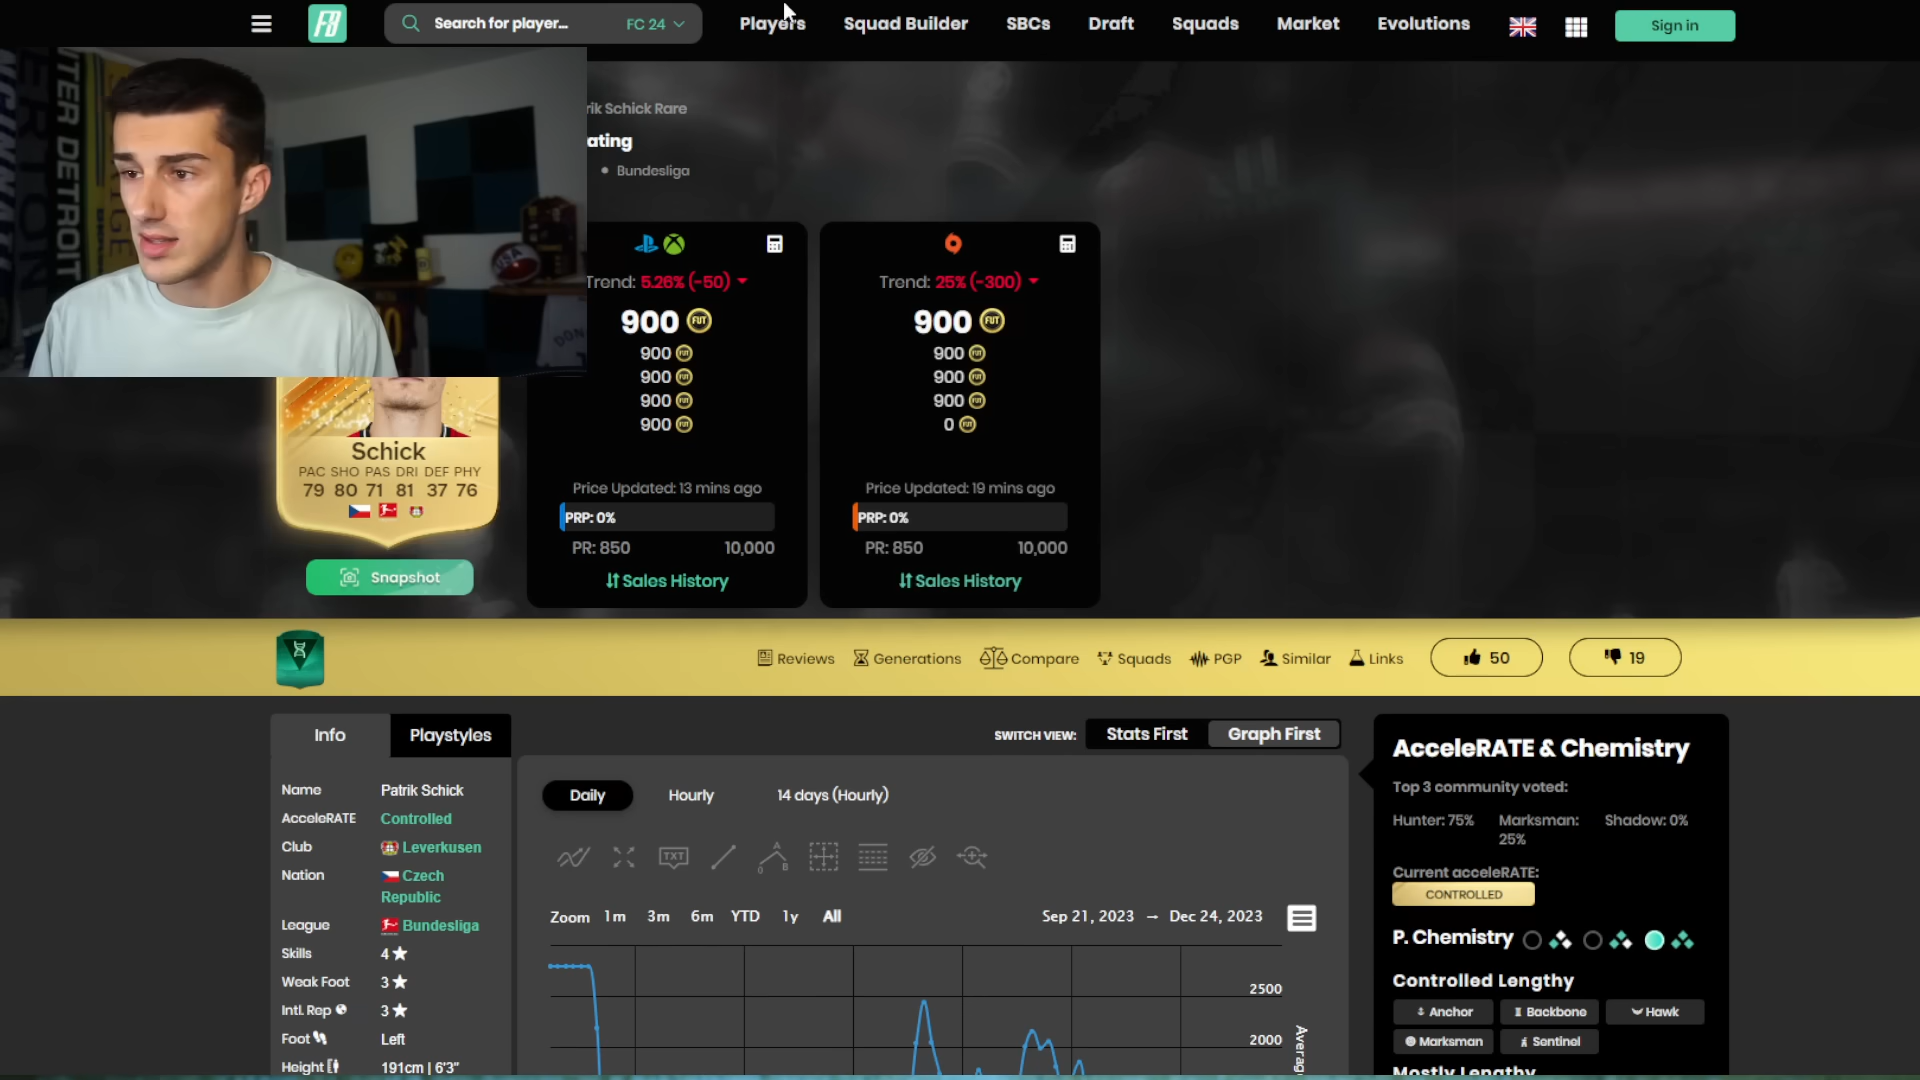 Search for player...
FC 24
Players
Squad Builder
SBCs
Draft
Squads
Market
Evolutions
Sign in
rik Schick Rare
ating
• Bundesliga
Trend: 5.26% (-50)
900
900
900
900
900
Price Updated: 13 mins ago
PRP: 0%
PR: 850
10,000
Sales History
Trend: 25% (-300)
900
900
900
900
0
Price Updated: 19 mins ago
PRP: 0%
PR: 850
10,000
Sales History
UTER DETROIT
Schick
PAC SHO PAS DRI DEF PHY
79 80 71 81 37 76
Snapshot
Reviews
Generations
Compare
Squads
PGP
Similar
Links
50
19
Info
Playstyles
Name Patrik Schick
AcceleRATE Controlled
Club Leverkusen
Nation Czech
Republic
League Bundesliga
Skills 4
Weak Foot 3
Intl. Rep 3
Foot Left
Height 191cm | 6'3"
SWITCH VIEW:
Stats First
Graph First
Daily
Hourly
14 days (Hourly)
TXT
Zoom 1m 3m 6m YTD 1y All
Sep 21, 2023 → Dec 24, 2023
2500
2000
Averag
AcceleRATE & Chemistry
Top 3 community voted:
Hunter: 75% Marksman: Shadow: 0%
25%
Current acceleRATE:
CONTROLLED
P. Chemistry
Controlled Lengthy
Anchor
Backbone
Hawk
Marksman
Sentinel
Mostly Lengthy